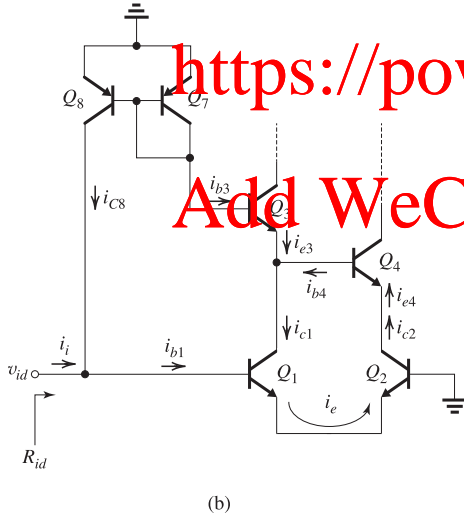 https://pow
Q8
Q7
Add WeC
ib3
iC8
Q3
ie3
Q4
ib4
ie4
ic1
ic2
ii
ib1
vid
Q1
Q2
ie
Rid
(b)